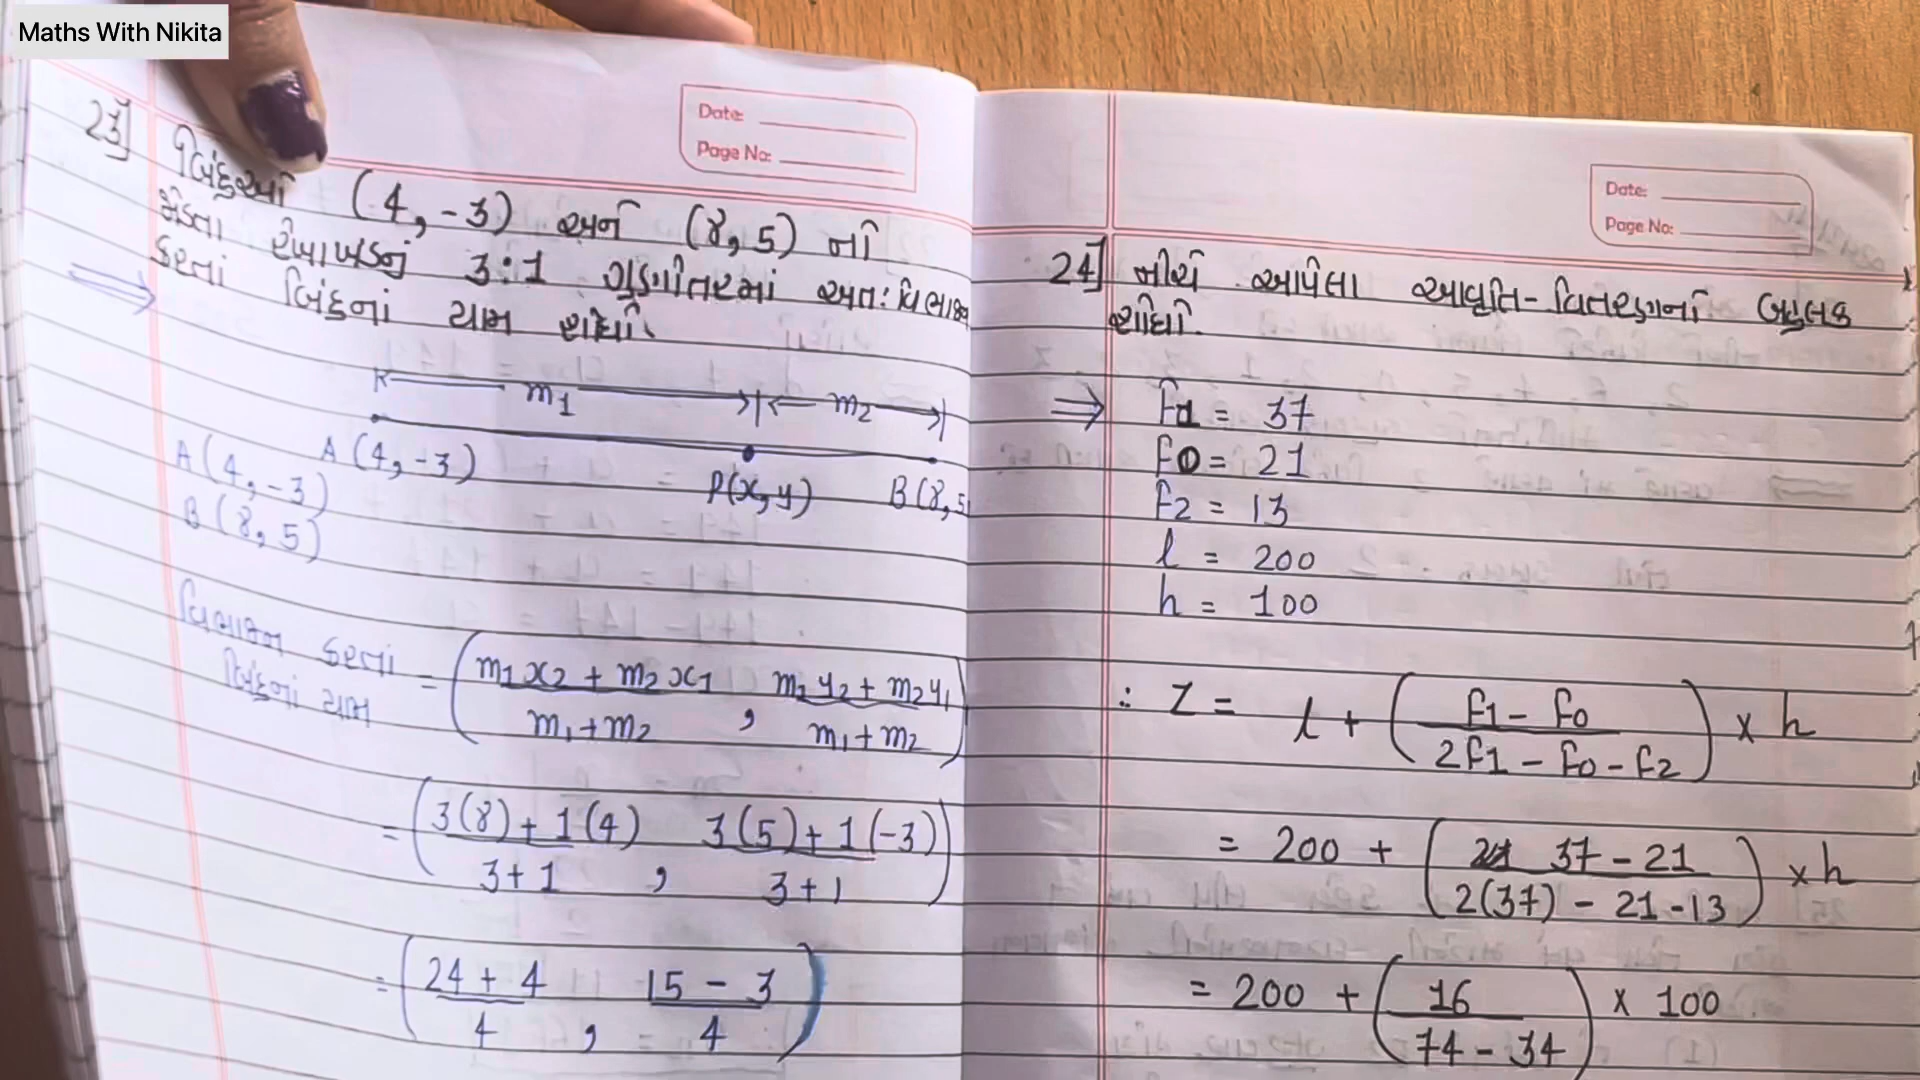 Maths With Nikita
Date:
Page No:
23] બિંદુઓ (4, -3) અને (8, 5) ને
જોડતા રેખાખંડનું 3:1 ગુણોત્તરમાં અંતઃવિભાજન
કરતાં બિંદુનાં યામ શોધો.
m1 m2
A(4, -3) P(x, y) B(8, 5
A(4, -3)
B(8, 5)
વિભાજન કરતાં
બિંદુનાં યામ = ( m1x2 + m2x1 / m1+m2 , m1y2 + m2y1 / m1+m2 )
= ( 3(8) + 1(4) / 3+1 , 3(5) + 1(-3) / 3+1 )
= ( 24 + 4 / 4 , 15 - 3 / 4 )
Date:
Page No:
24] નીચે આપેલા આવૃત્તિ-વિતરણનો બહુલક
શોધો.
⇒ f1 = 37
f0 = 21
f2 = 13
l = 200
h = 100
∴ Z = l + ( f1 - f0 / 2f1 - f0 - f2 ) × h
= 200 + ( 37 - 21 / 2(37) - 21 - 13 ) × h
= 200 + ( 16 / 74 - 34 ) × 100